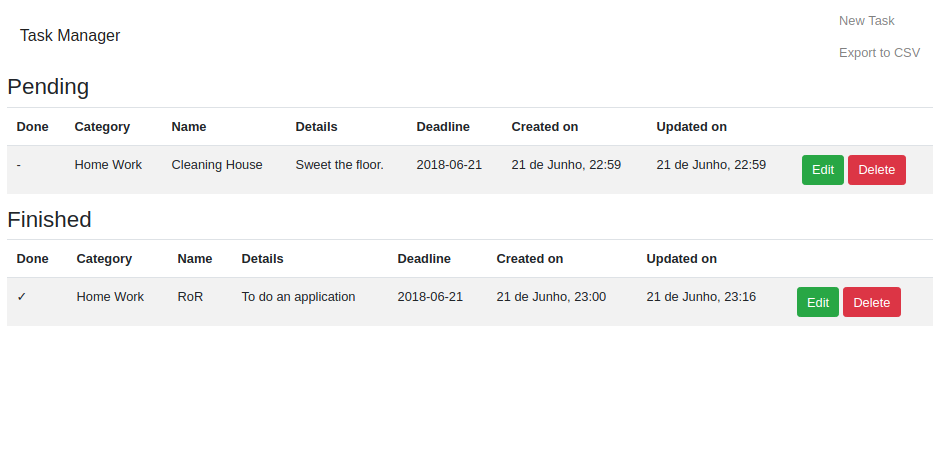 Task Manager
New Task
Export to CSV
Pending
Done Category Name Details Deadline Created on Updated on
- Home Work Cleaning House Sweet the floor. 2018-06-21 21 de Junho, 22:59 21 de Junho, 22:59 Edit Delete
Finished
Done Category Name Details Deadline Created on Updated on
✓ Home Work RoR To do an application 2018-06-21 21 de Junho, 23:00 21 de Junho, 23:16 Edit Delete